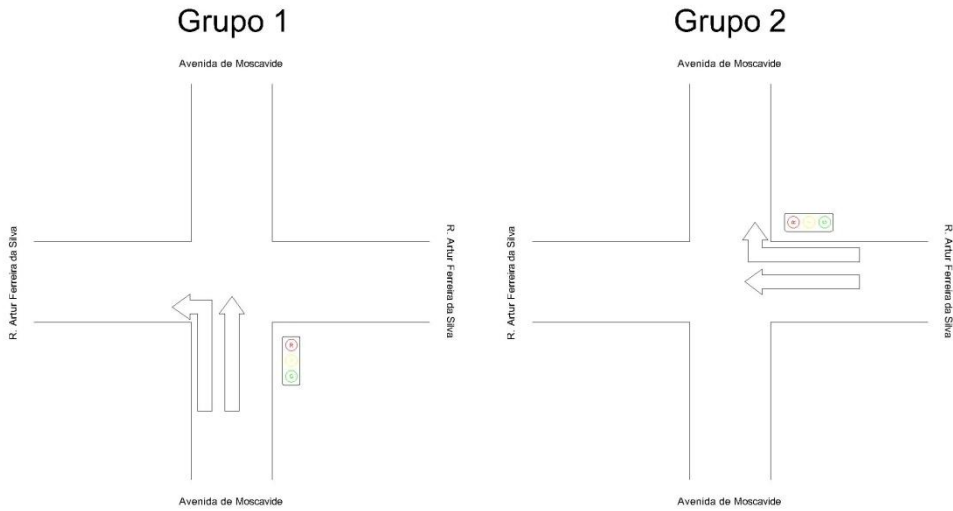 Grupo 1
Avenida de Moscavide
R. Artur Ferreira da Silva
R. Artur Ferreira da Silva
R
G
Avenida de Moscavide
Grupo 2
Avenida de Moscavide
R. Artur Ferreira da Silva
R. Artur Ferreira da Silva
R
G
Avenida de Moscavide